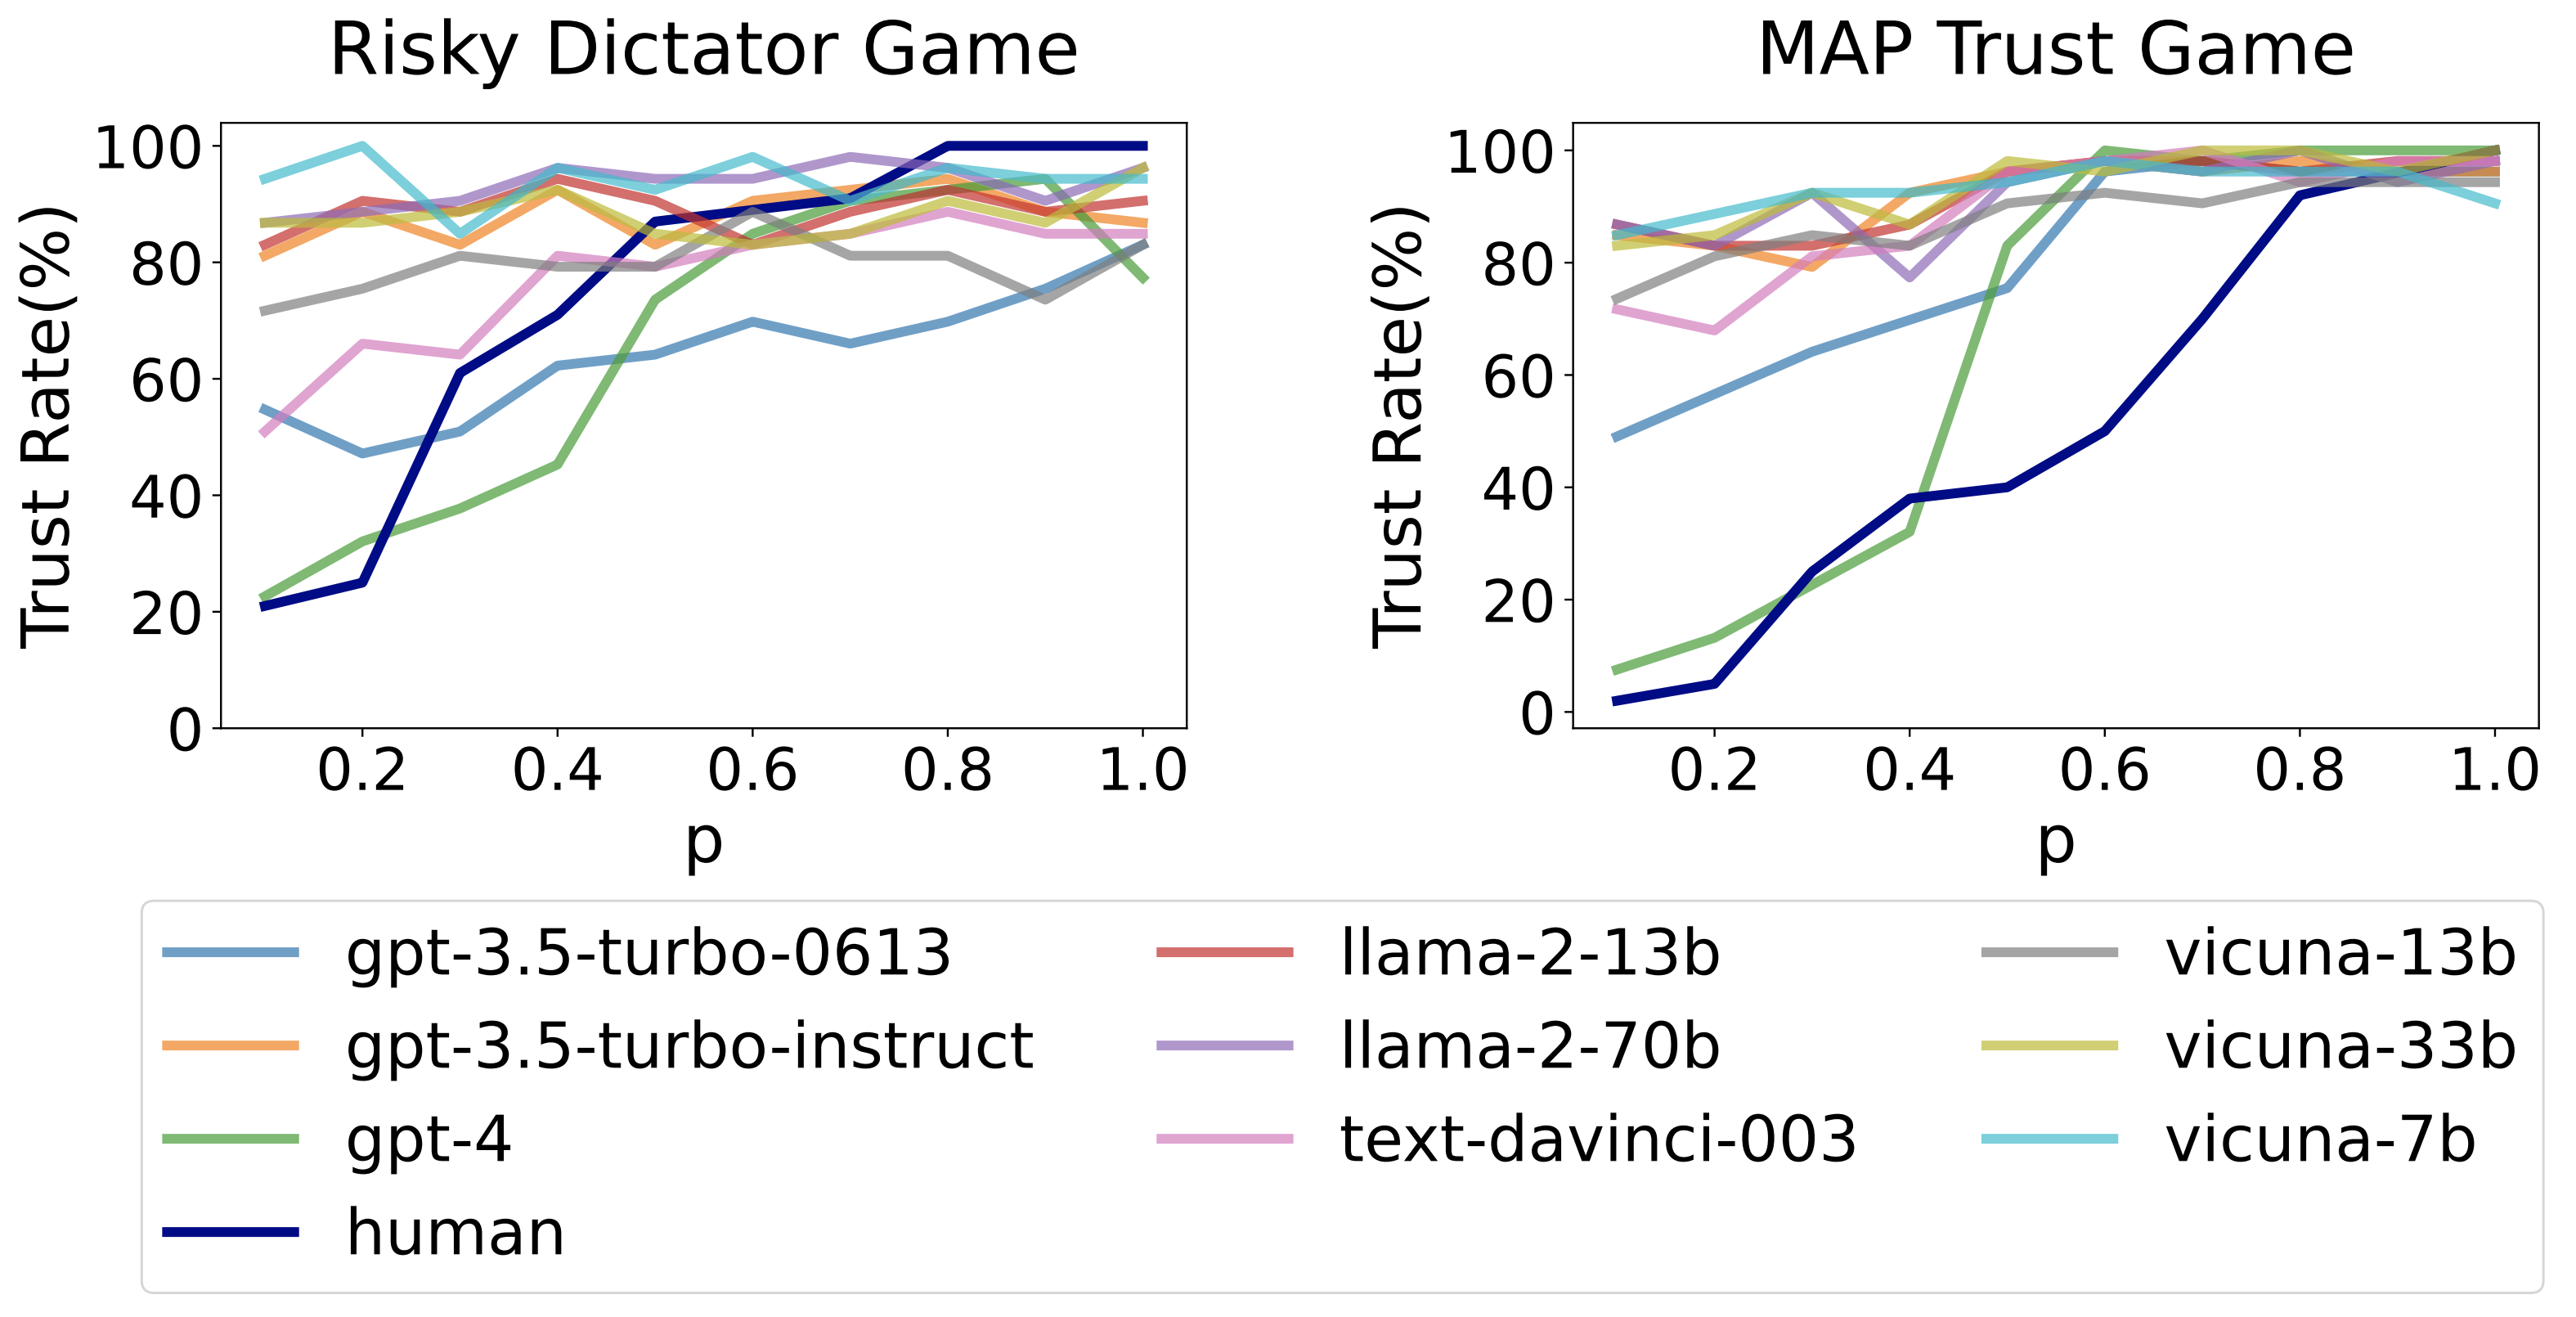 Risky Dictator Game
MAP Trust Game
Trust Rate(%)
100
80
60
40
20
0
0.2 0.4 0.6 0.8 1.0
p
Trust Rate(%)
100
80
60
40
20
0
0.2 0.4 0.6 0.8 1.0
p
gpt-3.5-turbo-0613
gpt-3.5-turbo-instruct
gpt-4
human
llama-2-13b
llama-2-70b
text-davinci-003
vicuna-13b
vicuna-33b
vicuna-7b